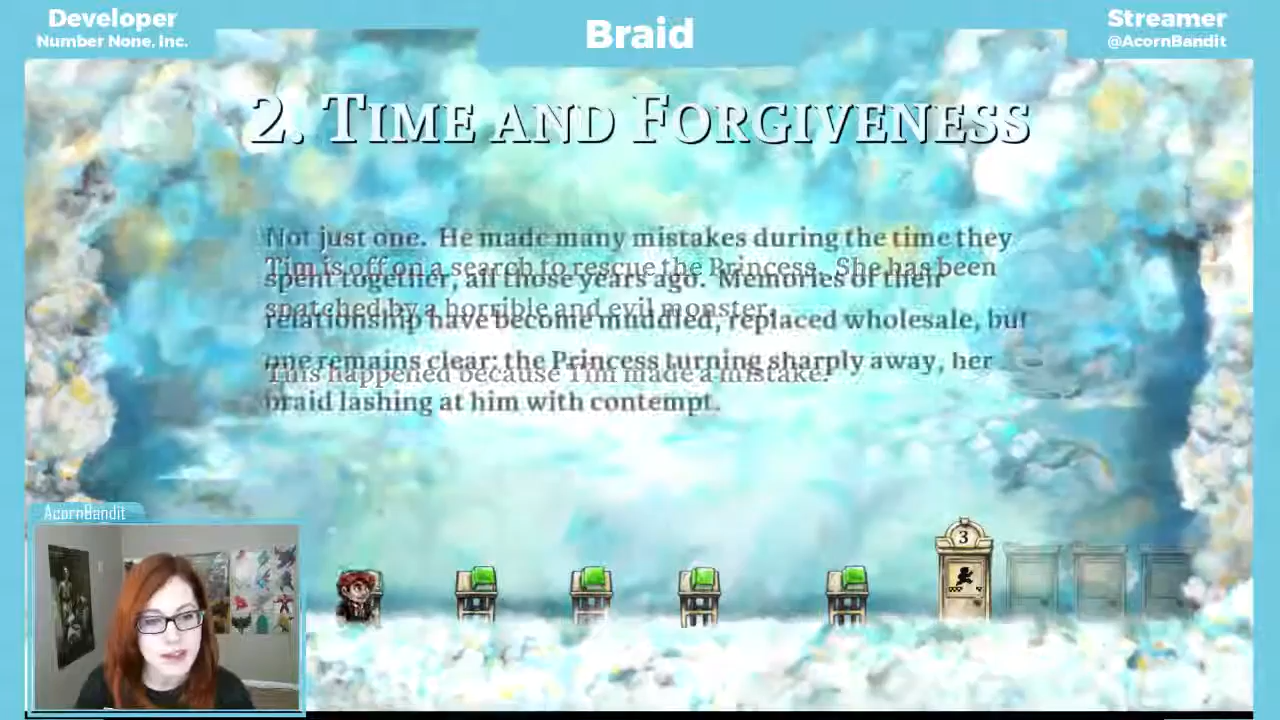 Developer
Number None, Inc.
Braid
Streamer
@AcornBandit
2. Time and Forgiveness
Not just one. He made many mistakes during the time they
Tim is off on a search to rescue the Princess. She has been
spent together, all those years ago. Memories of their
snatched by a horrible and evil monster.
relationship have become muddled, replaced wholesale, but
one remains clear: the Princess turning sharply away, her
This happened because Tim made a mistake.
braid lashing at him with contempt.
3
AcornBandit